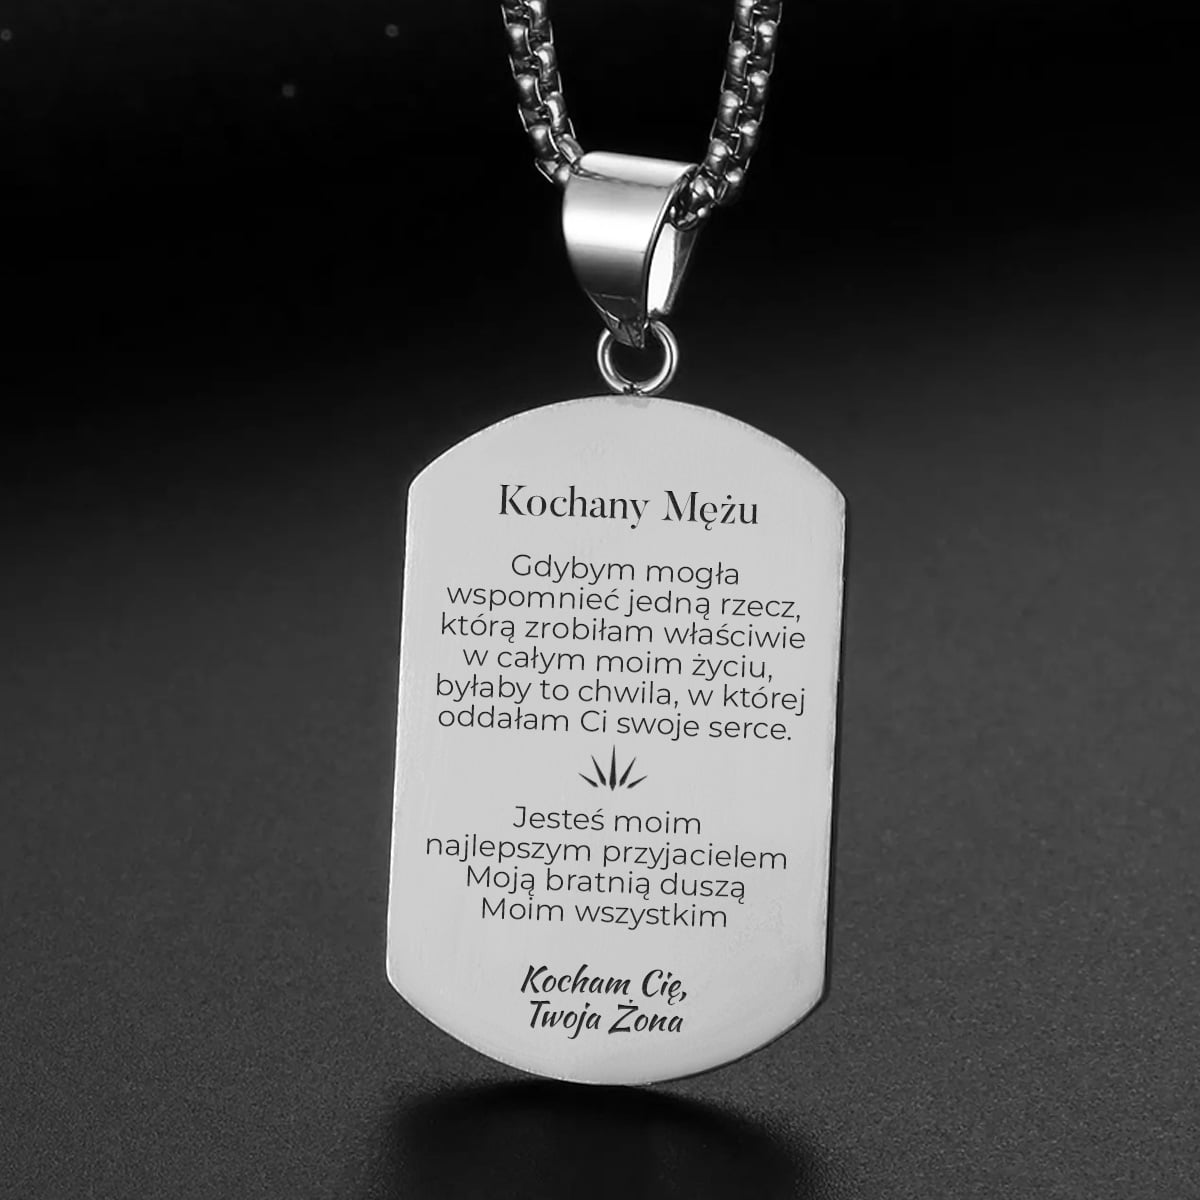 Kochany Mężu
Gdybym mogła
wspomnieć jedną rzecz,
którą zrobiłam właściwie
w całym moim życiu,
byłaby to chwila, w której
oddałam Ci swoje serce.
Jesteś moim
najlepszym przyjacielem
Moją bratnią duszą
Moim wszystkim
Kocham Cię,
Twoja Żona